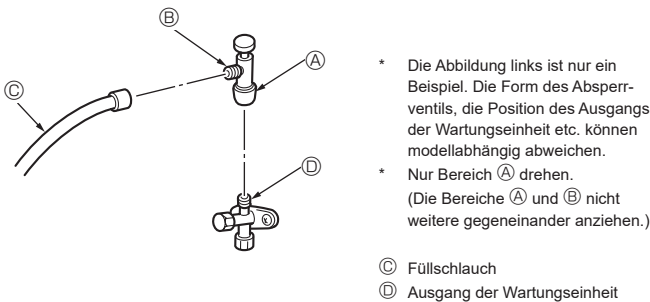 Ⓑ
Ⓐ
Ⓒ
Ⓓ
* Die Abbildung links ist nur ein
Beispiel. Die Form des Absperr-
ventils, die Position des Ausgangs
der Wartungseinheit etc. können
modellabhängig abweichen.
* Nur Bereich Ⓐ drehen.
(Die Bereiche Ⓐ und Ⓑ nicht
weitere gegeneinander anziehen.)
Ⓒ Füllschlauch
Ⓓ Ausgang der Wartungseinheit